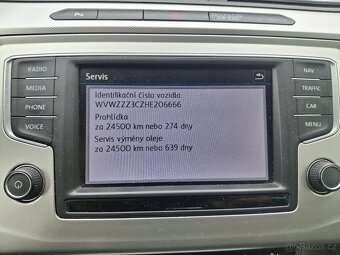 PASSENGER
RADIO
MEDIA
PHONE
VOICE
Servis
Identifikační číslo vozidla
WVWZZZ3CZHE206666
Prohlídka
za 24500 km nebo 274 dny
Servis výměny oleje
za 24500 km nebo 639 dny
NAV
TRAFFIC
CAR
MENU